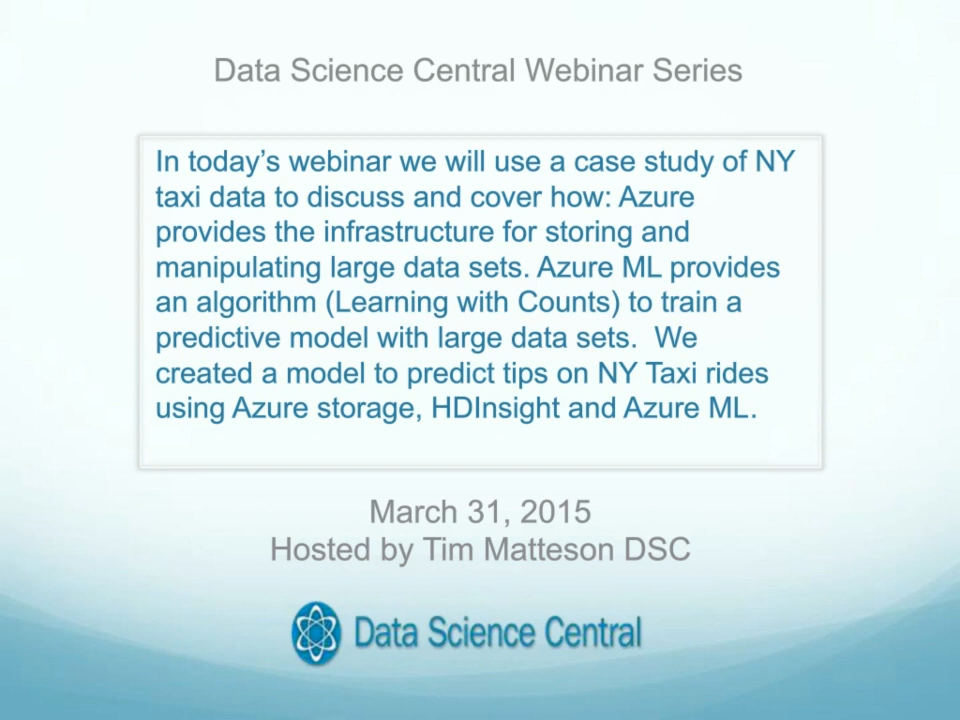 Data Science Central Webinar Series
In today’s webinar we will use a case study of NY
taxi data to discuss and cover how: Azure
provides the infrastructure for storing and
manipulating large data sets. Azure ML provides
an algorithm (Learning with Counts) to train a
predictive model with large data sets.  We
created a model to predict tips on NY Taxi rides
using Azure storage, HDInsight and Azure ML.
March 31, 2015
Hosted by Tim Matteson DSC
Data Science Central